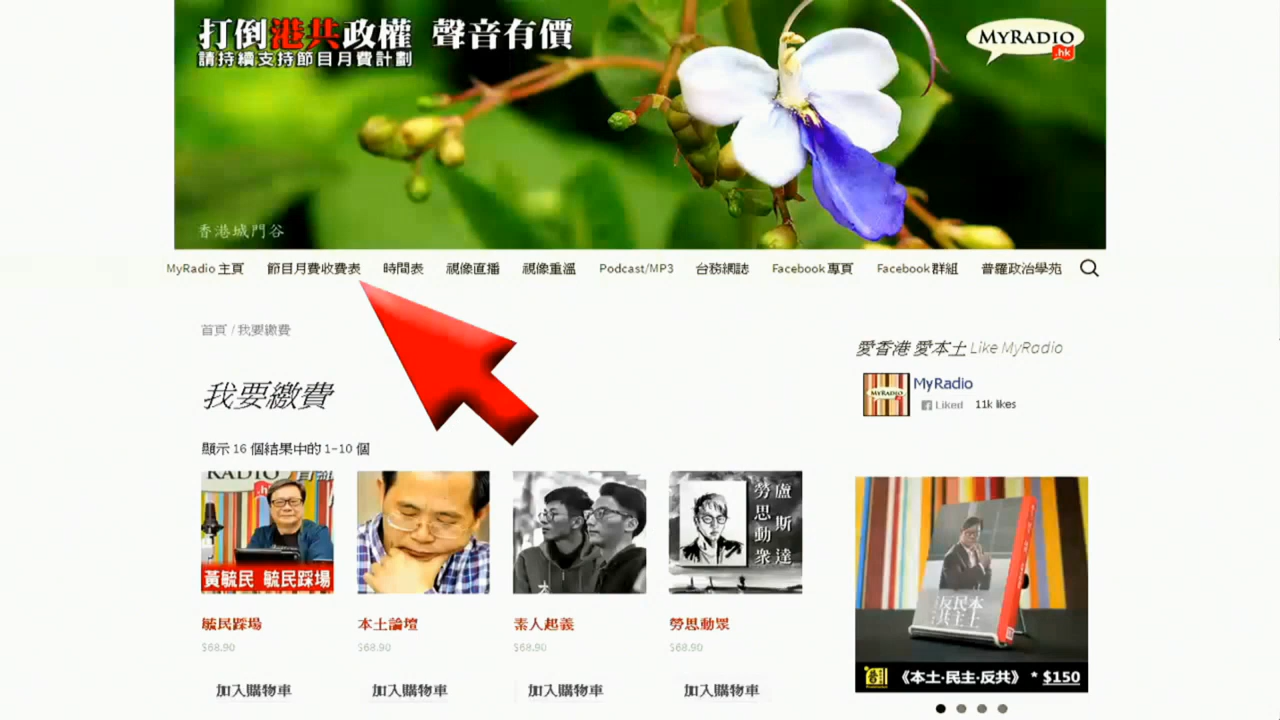 打倒港共政權 聲音有價
請持續支持節目月費計劃
MYRADIO
.hk
香港城門谷
MyRadio 主頁 節目月費收費表 時間表 視像直播 視像重溫 Podcast/MP3 台務網誌 Facebook 專頁 Facebook 群組 普羅政治學苑
首頁 / 我要繳費
愛香港 愛本土 Like MyRadio
MyRadio
Liked 11k likes
我要繳費
顯示 16 個結果中的 1-10 個
RADIO
黃毓民 毓民踩場
盧斯達
勞思動眾
毓民踩場 本土論壇 素人起義 勞思動眾
$68.90 $68.90 $68.90 $68.90
加入購物車 加入購物車 加入購物車 加入購物車
本土
民主
反共
《本土‧民主‧反共》 * $150